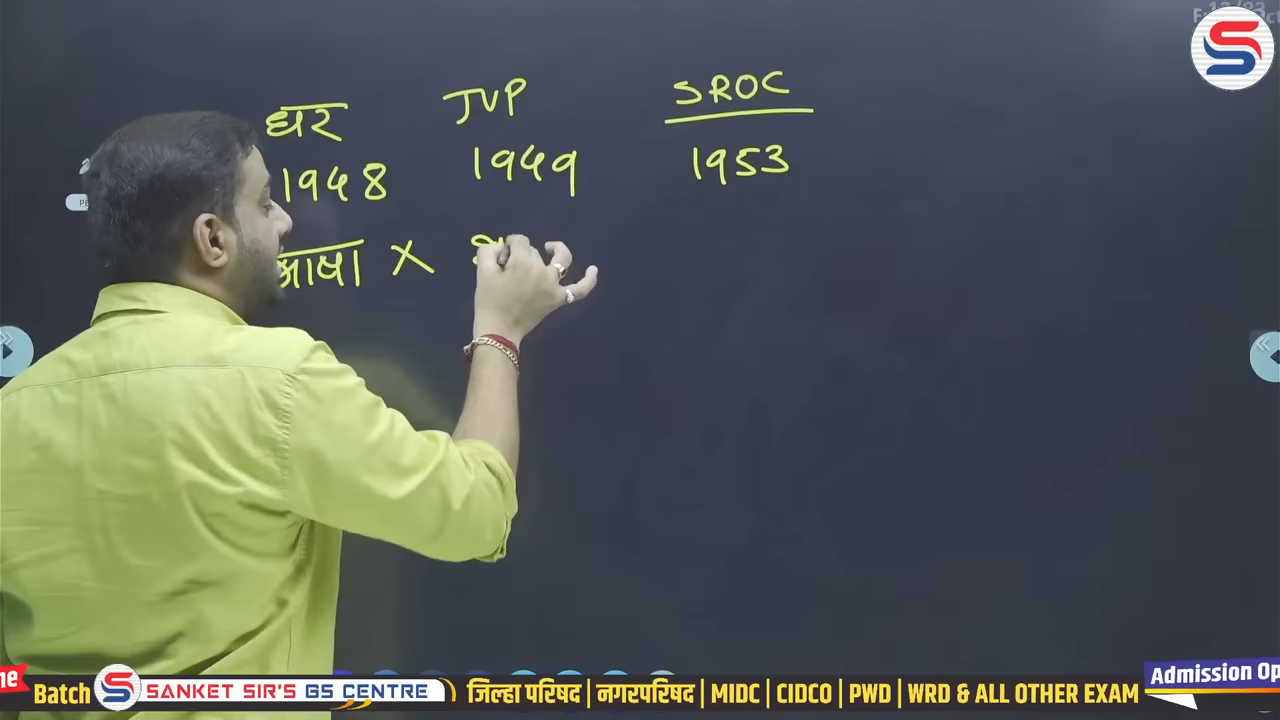 धर JVP SROC
1948 1949 1953
भाषा X
Batch SANKET SIR'S GS CENTRE जिल्हा परिषद | नगरपरिषद | MIDC | CIDCO | PWD | WRD & ALL OTHER EXAM
Admission Op